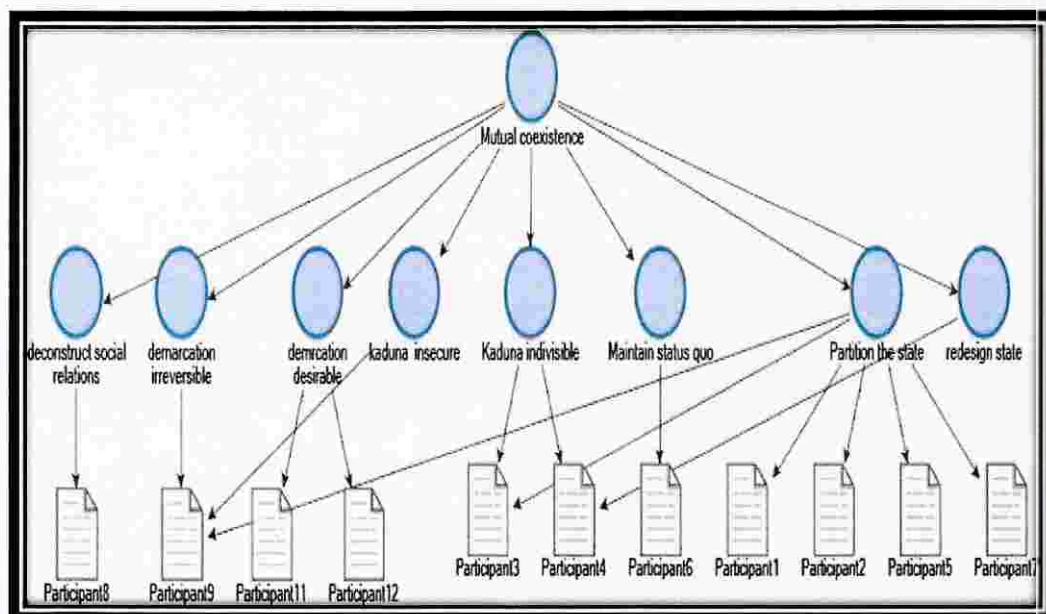 Mutual coexistence
deconstruct social
relations
demarcation
irreversible
demrcation
desirable
kaduna insecure
Kaduna indivisible
Maintain status quo
Partition the state
redesign state
Participant8
Participant9
Participant11
Participant12
Participant3
Participant4
Participant6
Participant1
Participant2
Participant5
Participant7